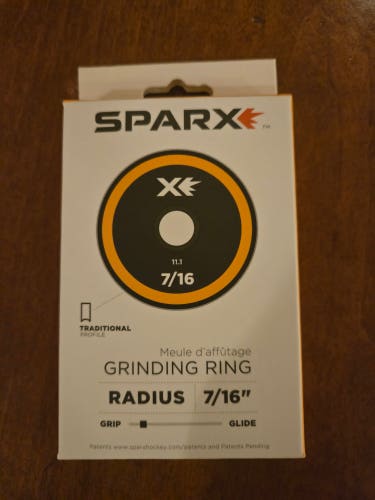 SPARX
TM
X
11.1
7/16
TRADITIONAL
PROFILE
Meule d'affûtage
GRINDING RING
RADIUS 7/16"
GRIP GLIDE
Patents www.sparxhockey.com/patents and Patents Pending